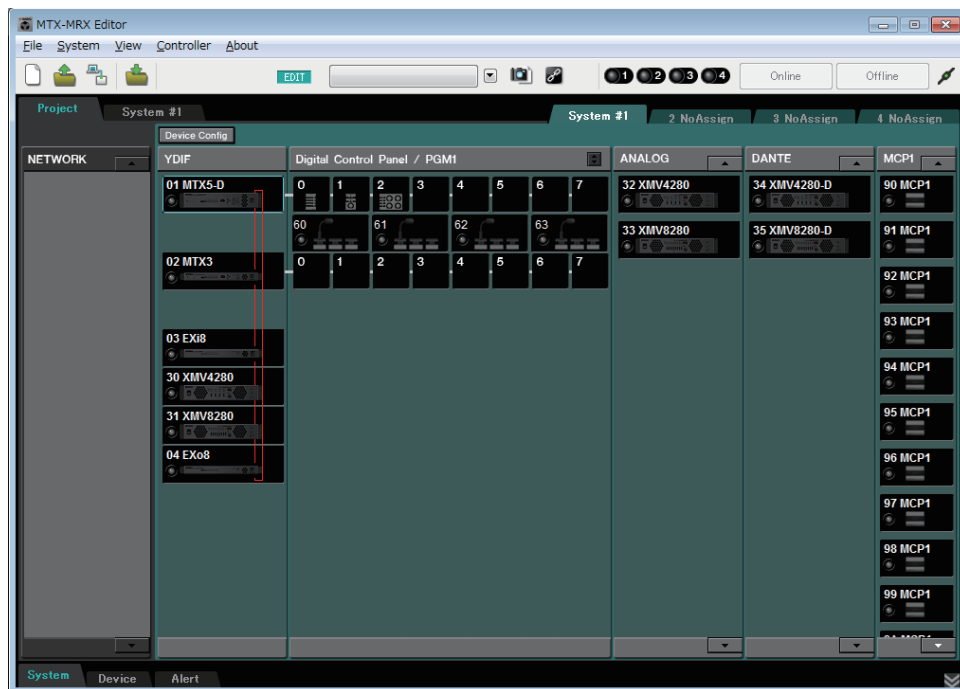 MTX-MRX Editor
File System View Controller About
EDIT 1 2 3 4 Online Offline
Project System #1 System #1 2 NoAssign 3 NoAssign 4 NoAssign
Device Config
NETWORK YDIF Digital Control Panel / PGM1 ANALOG DANTE MCP1
01 MTX5-D 0 1 2 3 4 5 6 7 32 XMV4280 34 XMV4280-D 90 MCP1
60 61 62 63 33 XMV8280 35 XMV8280-D 91 MCP1
02 MTX3 0 1 2 3 4 5 6 7 92 MCP1
93 MCP1
03 EXi8
94 MCP1
30 XMV4280
95 MCP1
31 XMV8280
96 MCP1
04 EXo8
97 MCP1
98 MCP1
99 MCP1
System Device Alert